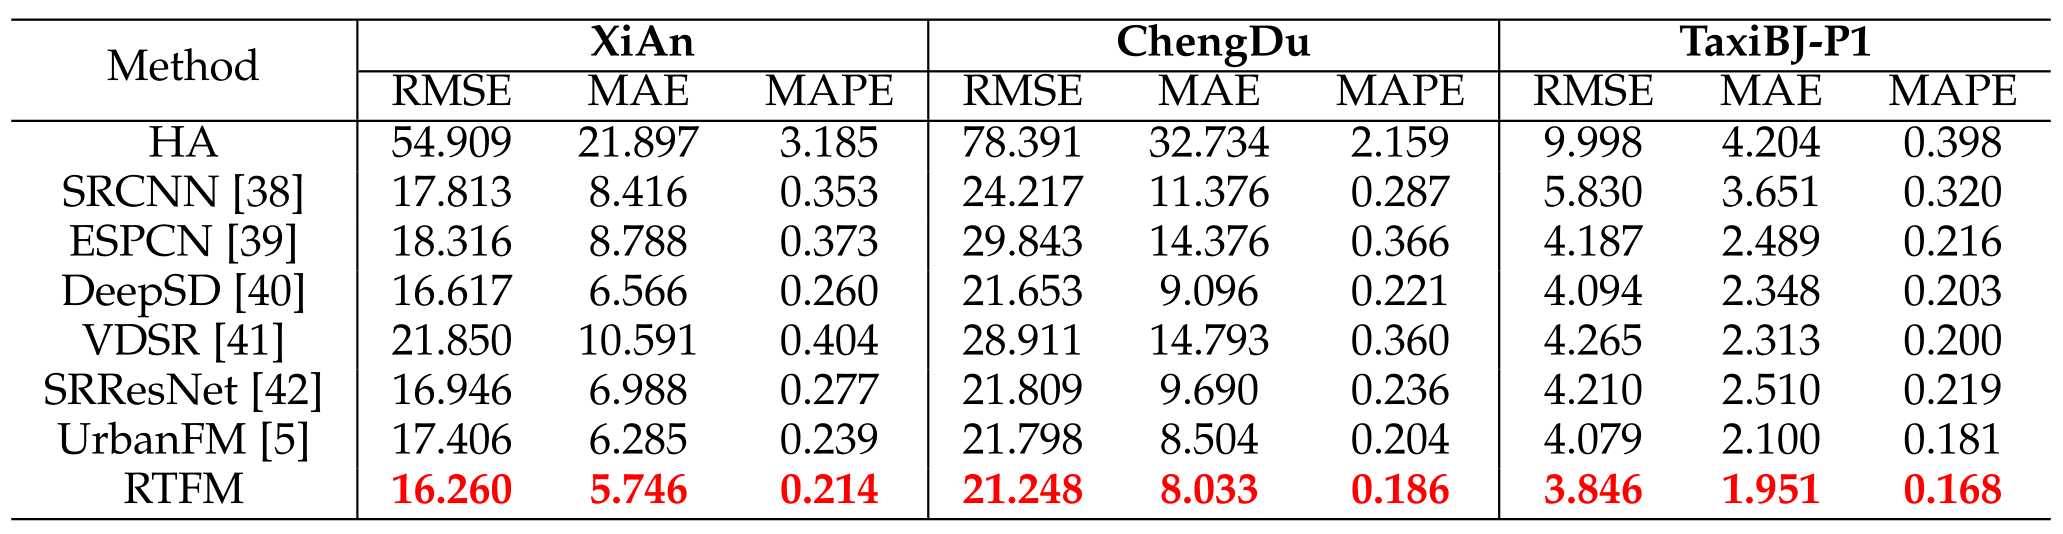 Method XiAn ChengDu TaxiBJ-P1
RMSE MAE MAPE RMSE MAE MAPE RMSE MAE MAPE
HA 54.909 21.897 3.185 78.391 32.734 2.159 9.998 4.204 0.398
SRCNN [38] 17.813 8.416 0.353 24.217 11.376 0.287 5.830 3.651 0.320
ESPCN [39] 18.316 8.788 0.373 29.843 14.376 0.366 4.187 2.489 0.216
DeepSD [40] 16.617 6.566 0.260 21.653 9.096 0.221 4.094 2.348 0.203
VDSR [41] 21.850 10.591 0.404 28.911 14.793 0.360 4.265 2.313 0.200
SRResNet [42] 16.946 6.988 0.277 21.809 9.690 0.236 4.210 2.510 0.219
UrbanFM [5] 17.406 6.285 0.239 21.798 8.504 0.204 4.079 2.100 0.181
RTFM 16.260 5.746 0.214 21.248 8.033 0.186 3.846 1.951 0.168